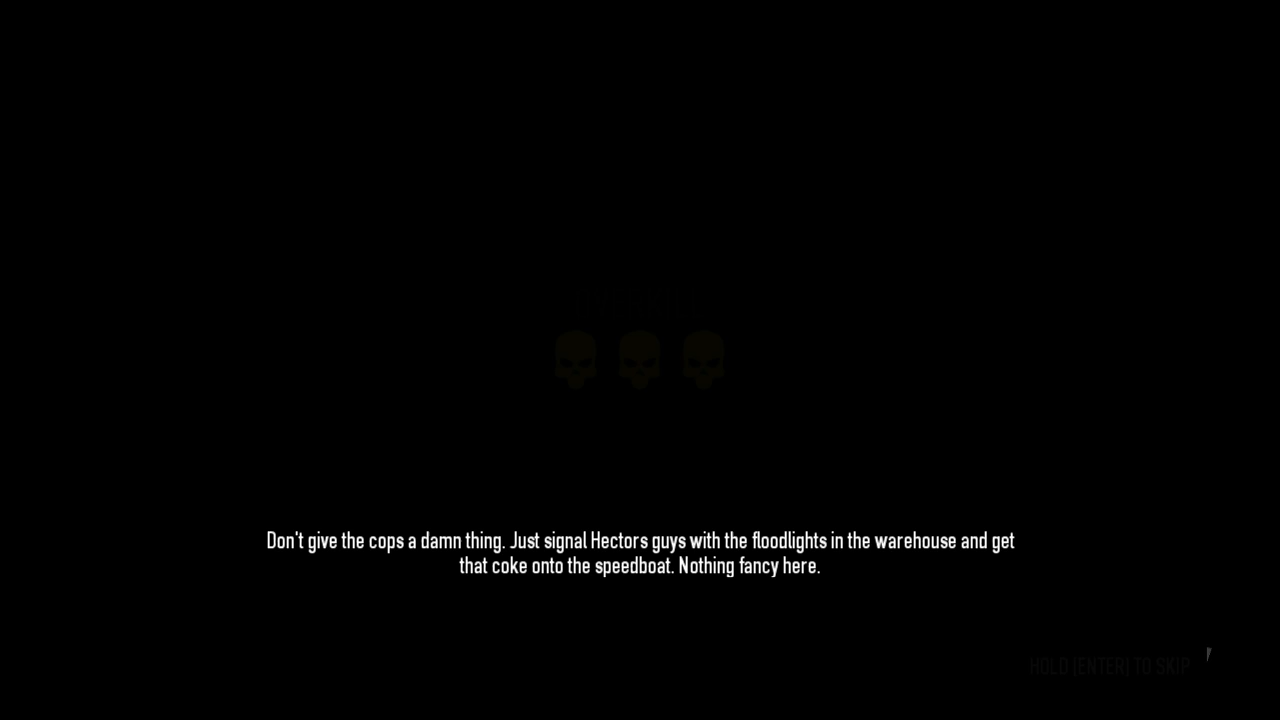 Don't give the cops a damn thing. Just signal Hectors guys with the floodlights in the warehouse and get
that coke onto the speedboat. Nothing fancy here.
HOLD [ENTER] TO SKIP